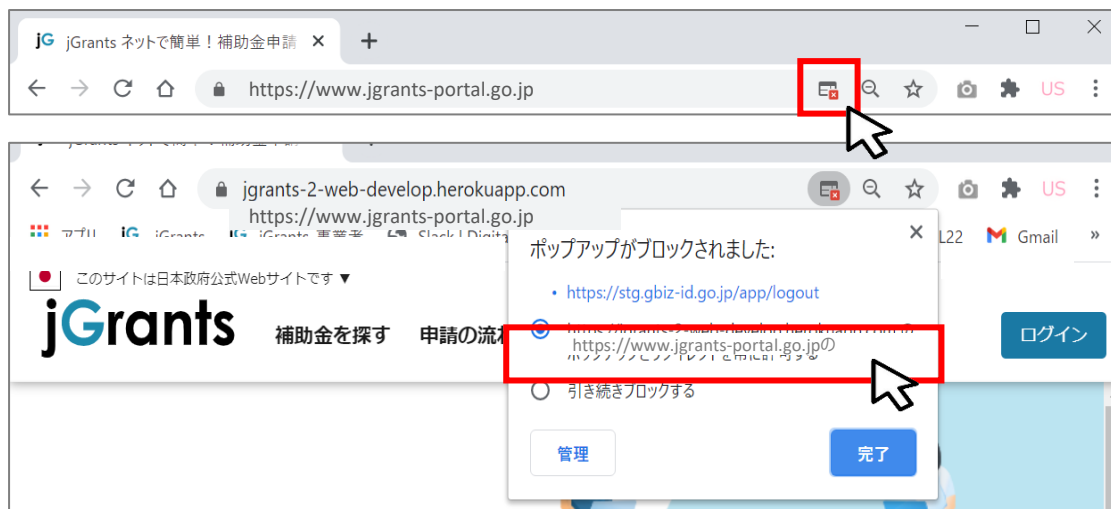 jG jGrants ネットで簡単！補助金申請
https://www.jgrants-portal.go.jp
US
jgrants-2-web-develop.herokuapp.com
US
https://www.jgrants-portal.go.jp
アプリ jG jGrants jG jGrants 事業者 Slack | Digita
L22 Gmail »
ポップアップがブロックされました:
• https://stg.gbiz-id.go.jp/app/logout
このサイトは日本政府公式Webサイトです ▼
jGrants 補助金を探す 申請の流れ ログイン
https://www.jgrants-portal.go.jpの
ポップアップとリダイレクトを常に許可する
引き続きブロックする
管理 完了